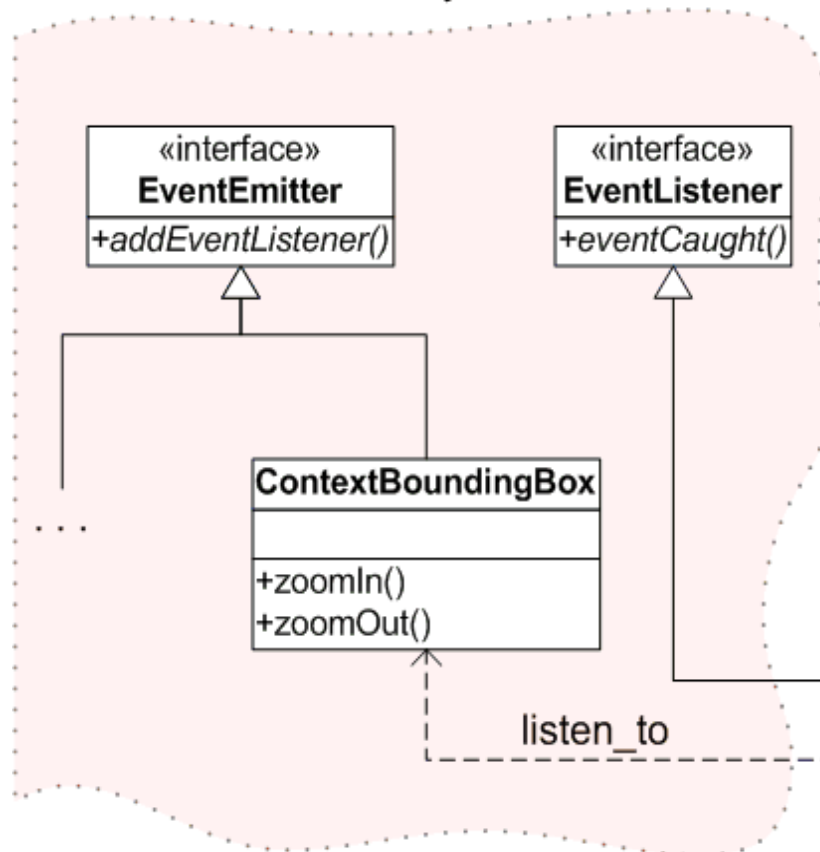 «interface»
EventEmitter
+addEventListener()
«interface»
EventListener
+eventCaught()
. . .
ContextBoundingBox
+zoomIn()
+zoomOut()
listen_to